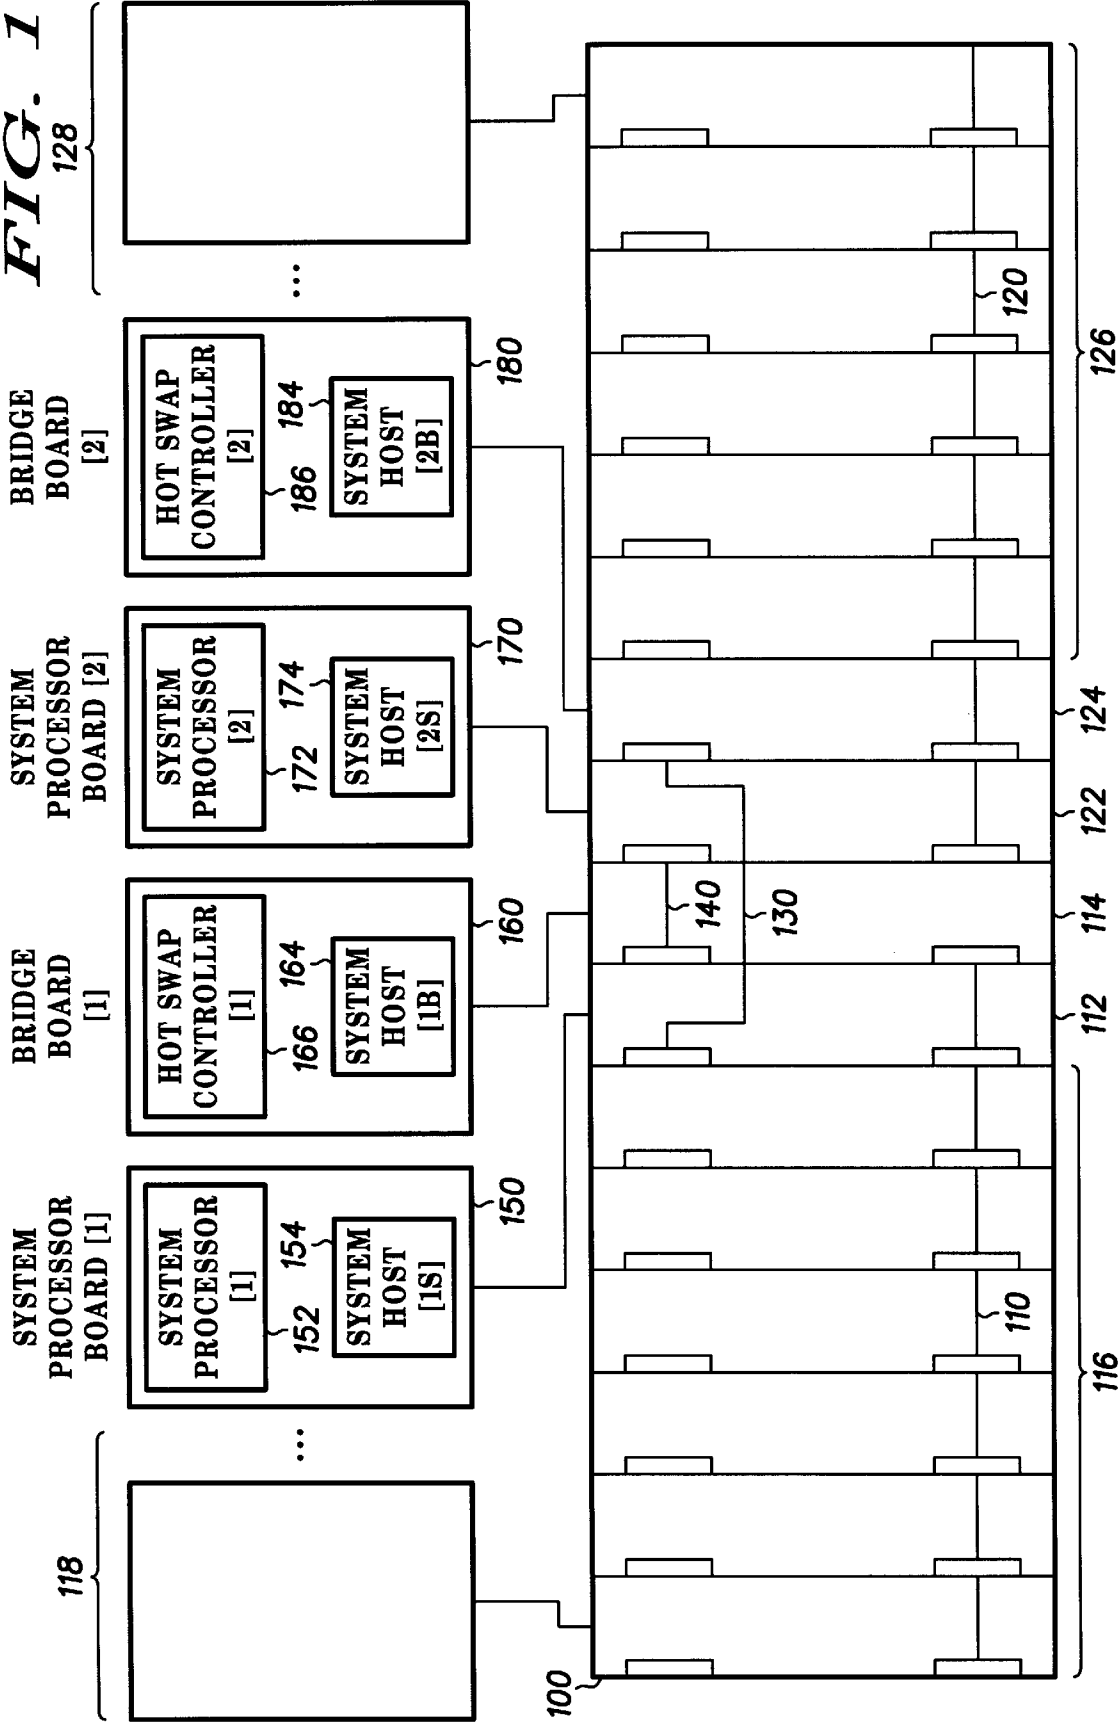 FIG. 1
118
128
SYSTEM
PROCESSOR
BOARD [1]
BRIDGE
BOARD
[1]
SYSTEM
PROCESSOR
BOARD [2]
BRIDGE
BOARD
[2]
SYSTEM
PROCESSOR
[1]
152
154
SYSTEM
HOST
[1S]
150
HOT SWAP
CONTROLLER
[1]
166
164
SYSTEM
HOST
[1B]
160
SYSTEM
PROCESSOR
[2]
172
174
SYSTEM
HOST
[2S]
170
HOT SWAP
CONTROLLER
[2]
186
184
SYSTEM
HOST
[2B]
180
...
...
100
140
130
110
120
116
112
114
122
124
126